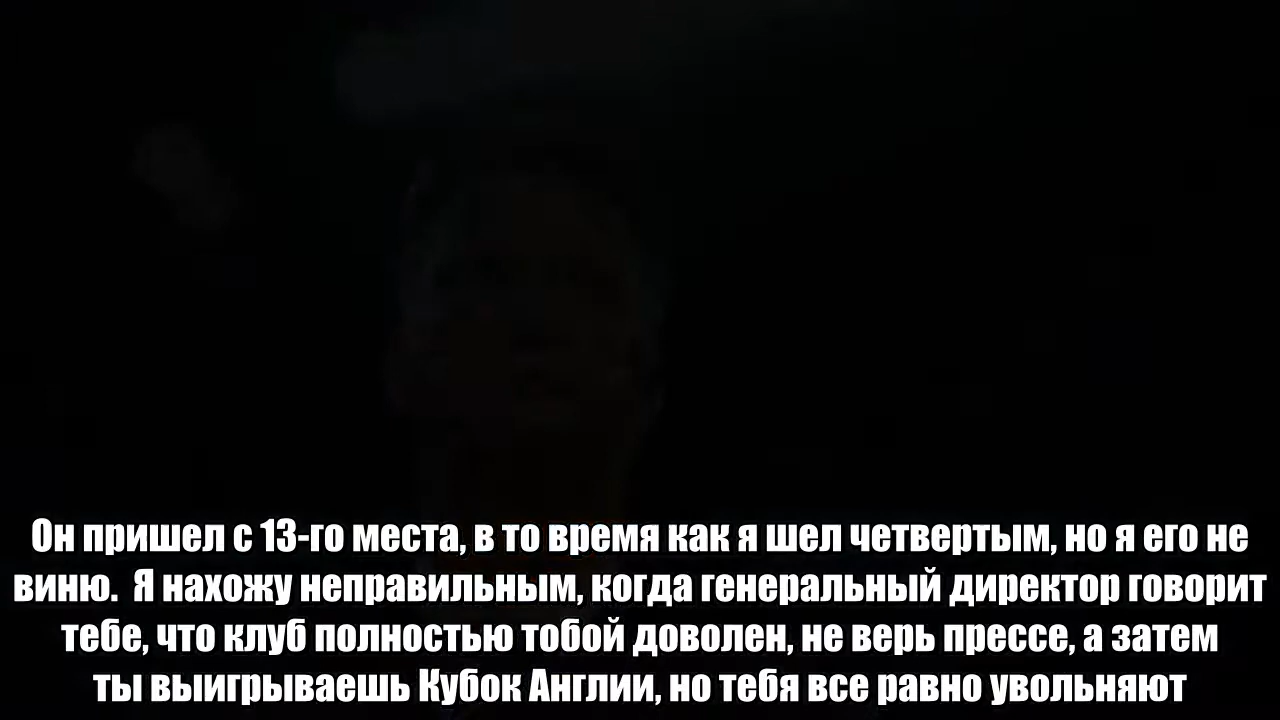 Он пришел с 13-го места, в то время как я шел четвертым, но я его не
виню. Я нахожу неправильным, когда генеральный директор говорит
тебе, что клуб полностью тобой доволен, не верь прессе, а затем
ты выигрываешь Кубок Англии, но тебя все равно увольняют